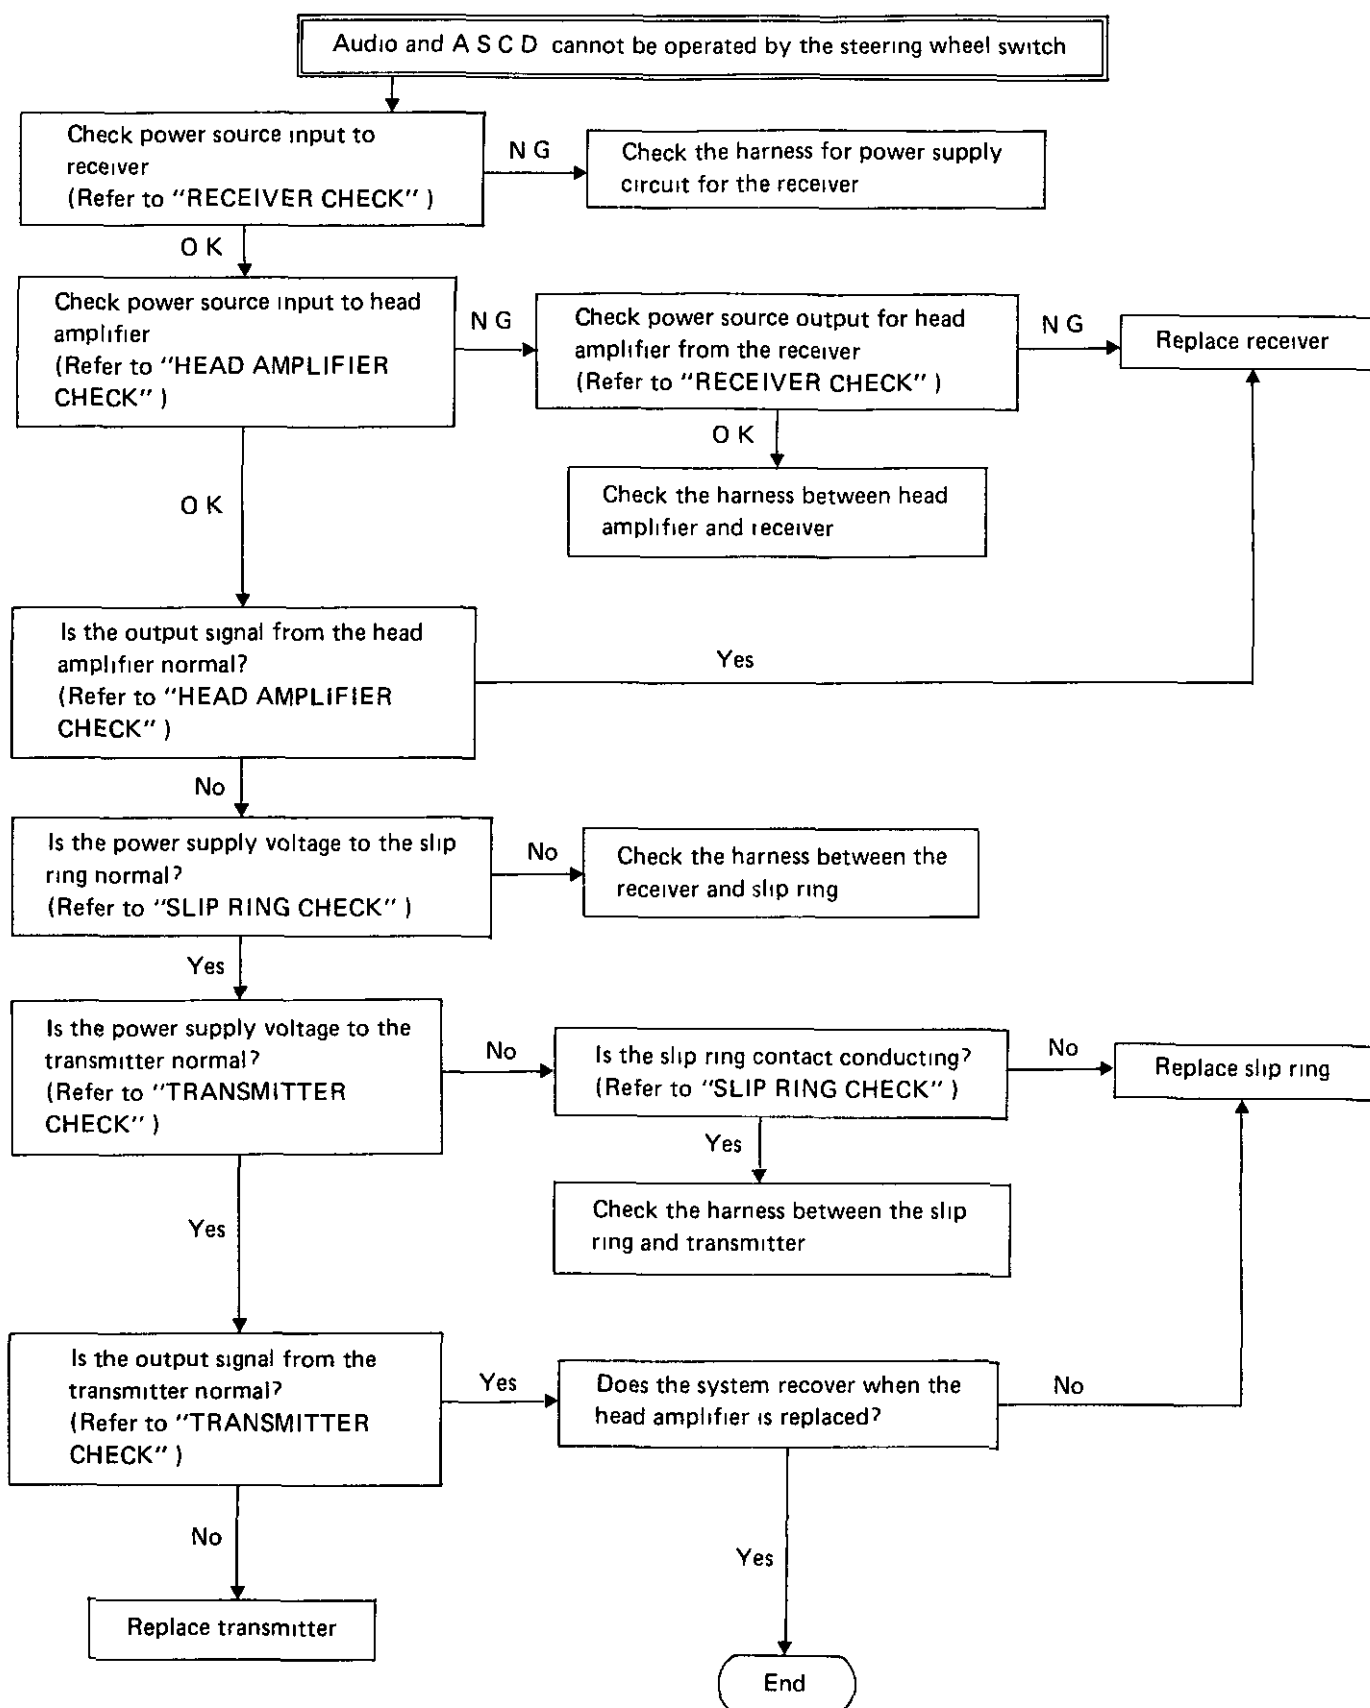 Audio and A S C D cannot be operated by the steering wheel switch
Check power source input to
receiver
(Refer to "RECEIVER CHECK" )
N G
Check the harness for power supply
circuit for the receiver
O K
Check power source input to head
amplifier
(Refer to "HEAD AMPLIFIER
CHECK" )
N G
Check power source output for head
amplifier from the receiver
(Refer to "RECEIVER CHECK" )
N G
Replace receiver
O K
Check the harness between head
amplifier and receiver
O K
Is the output signal from the head
amplifier normal?
(Refer to "HEAD AMPLIFIER
CHECK" )
Yes
No
Is the power supply voltage to the slip
ring normal?
(Refer to "SLIP RING CHECK" )
No
Check the harness between the
receiver and slip ring
Yes
Is the power supply voltage to the
transmitter normal?
(Refer to "TRANSMITTER
CHECK" )
No
Is the slip ring contact conducting?
(Refer to "SLIP RING CHECK" )
No
Replace slip ring
Yes
Check the harness between the slip
ring and transmitter
Yes
Is the output signal from the
transmitter normal?
(Refer to "TRANSMITTER
CHECK" )
Yes
Does the system recover when the
head amplifier is replaced?
No
No
Yes
Replace transmitter
End